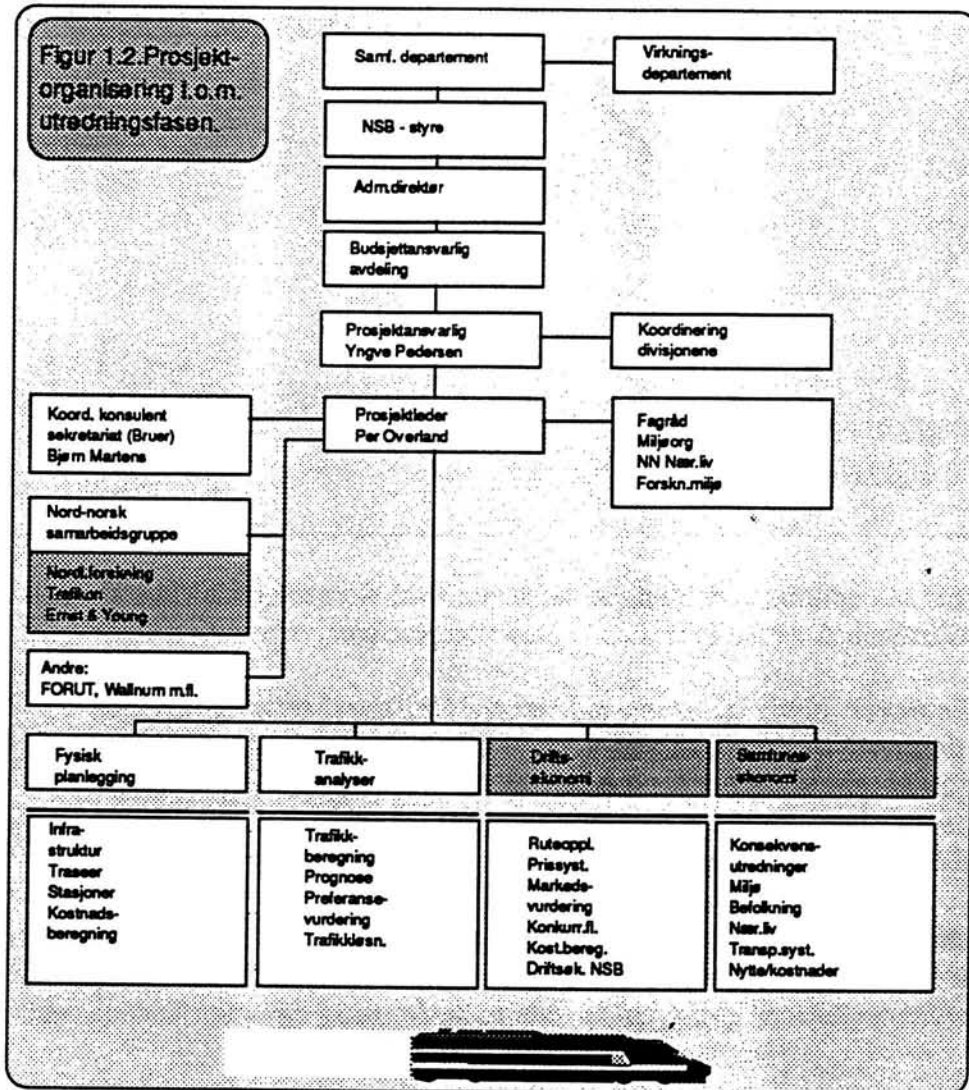 Figur 1.2.Prosjekt-
organisering t.o.m.
utredningsfasen.
Samf. departement
Virknings-
departement
NSB - styre
Adm.direktør
Budsjettansvarlig
avdeling
Prosjektansvarlig
Yngve Pedersen
Koordinering
divisjonene
Koord. konsulent
sekretariat (Bruer)
Bjørn Martens
Prosjektleder
Per Overland
Fagråd
Miljøorg
NN Nær.liv
Forskn.miljø
Nord-norsk
samarbeidsgruppe
Nordl.forskning
Trafikon
Ernst & Young
Andre:
FORUT, Wallnum m.fl.
Fysisk
planlegging
Trafikk-
analyser
Drifts-
økonomi
Samfunns-
økonomi
Infra-
struktur
Traseer
Stasjoner
Kostnads-
beregning
Trafikk-
beregning
Prognose
Preferanse-
vurdering
Trafikkløsn.
Ruteoppl.
Prissyst.
Markeds-
vurdering
Konkurr.fl.
Kost.bereg.
Driftsøk. NSB
Konsekvens-
utredninger
Miljø
Befolkning
Nær.liv
Transp.syst.
Nytte/kostnader